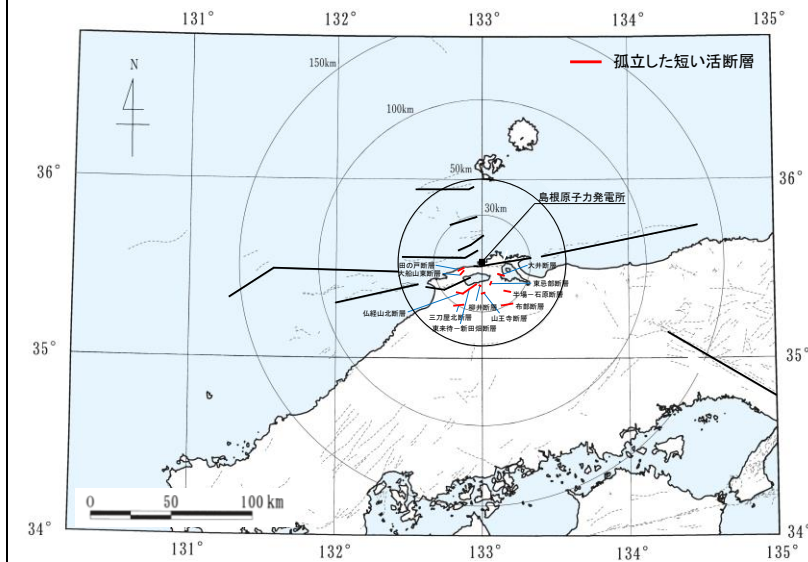 131°
132°
133°
134°
135°
孤立した短い活断層
150km
N
100km
36°
36°
50km
島根原子力発電所
30km
田の戸断層
大井断層
大船山東断層
東忌部断層
半場－石原断層
仏経山北断層
柳井断層
布部断層
三刀屋北断層
山王寺断層
東来待－新田畑断層
35°
35°
0 50 100 km
34°
34°
131°
132°
133°
134°
135°